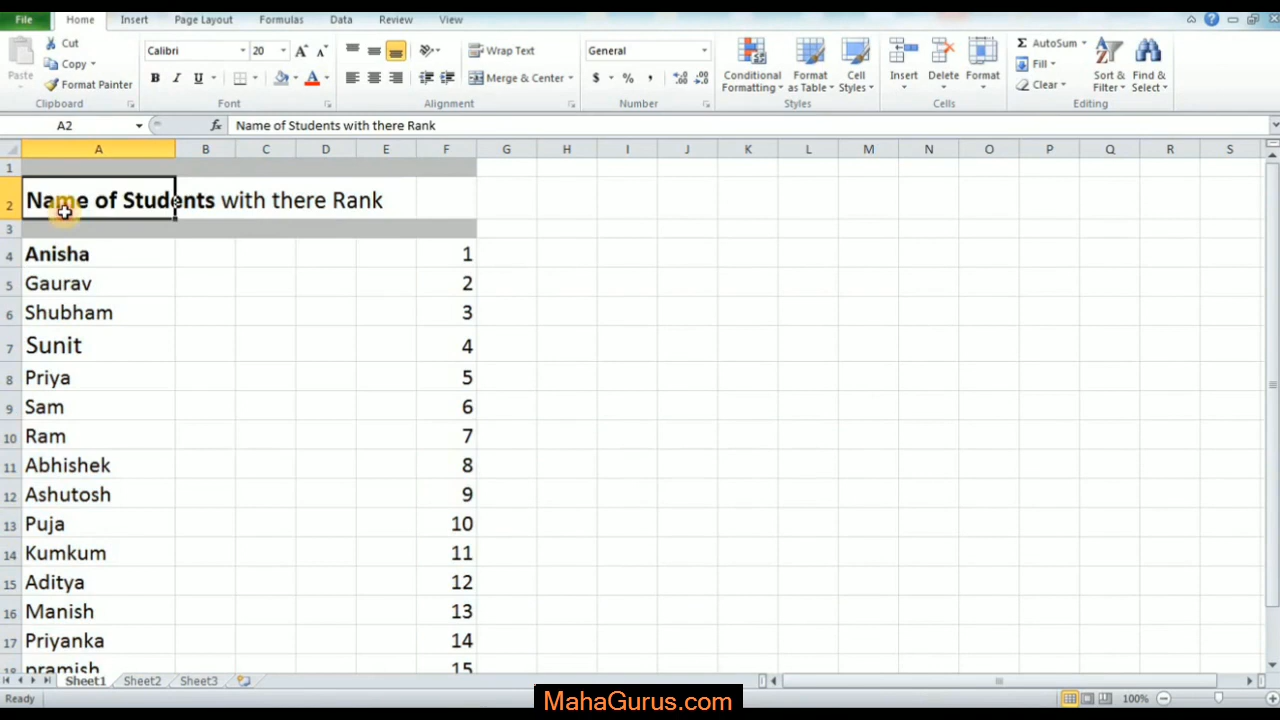 File Home Insert Page Layout Formulas Data Review View
Cut
Copy
Format Painter
Paste
Clipboard
Calibri 20 A A
B I U A
Font
Wrap Text
Merge & Center
Alignment
General
$ % ,
Number
Conditional Formatting
Format as Table
Cell Styles
Styles
Insert Delete Format
Cells
Σ AutoSum
Fill
Clear
Sort & Filter
Find & Select
Editing
A2 fx Name of Students with there Rank
A B C D E F G H I J K L M N O P Q R S
1
2 Name of Students with there Rank
3
4 Anisha 1
5 Gaurav 2
6 Shubham 3
7 Sunit 4
8 Priya 5
9 Sam 6
10 Ram 7
11 Abhishek 8
12 Ashutosh 9
13 Puja 10
14 Kumkum 11
15 Aditya 12
16 Manish 13
17 Priyanka 14
18 pramish 15
Sheet1 Sheet2 Sheet3
Ready 100%
MahaGurus.com